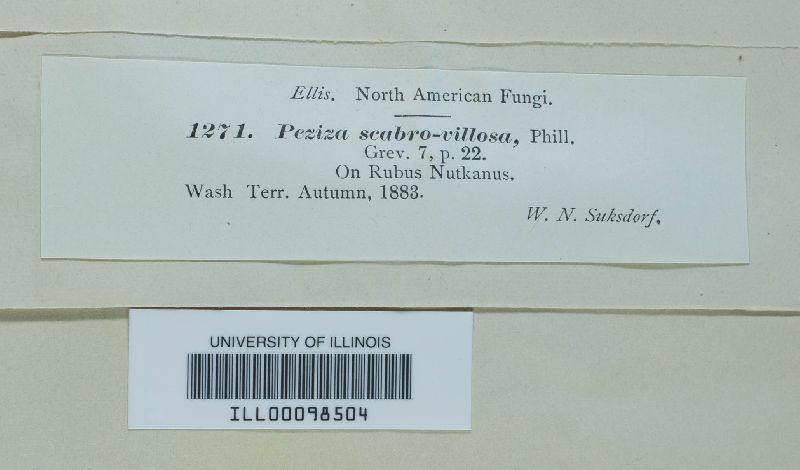 Ellis. North American Fungi.
1271. Peziza scabro-villosa, Phill.
Grev. 7, p. 22.
On Rubus Nutkanus.
Wash Terr. Autumn, 1883.
W. N. Suksdorf.
UNIVERSITY OF ILLINOIS
ILL00098504